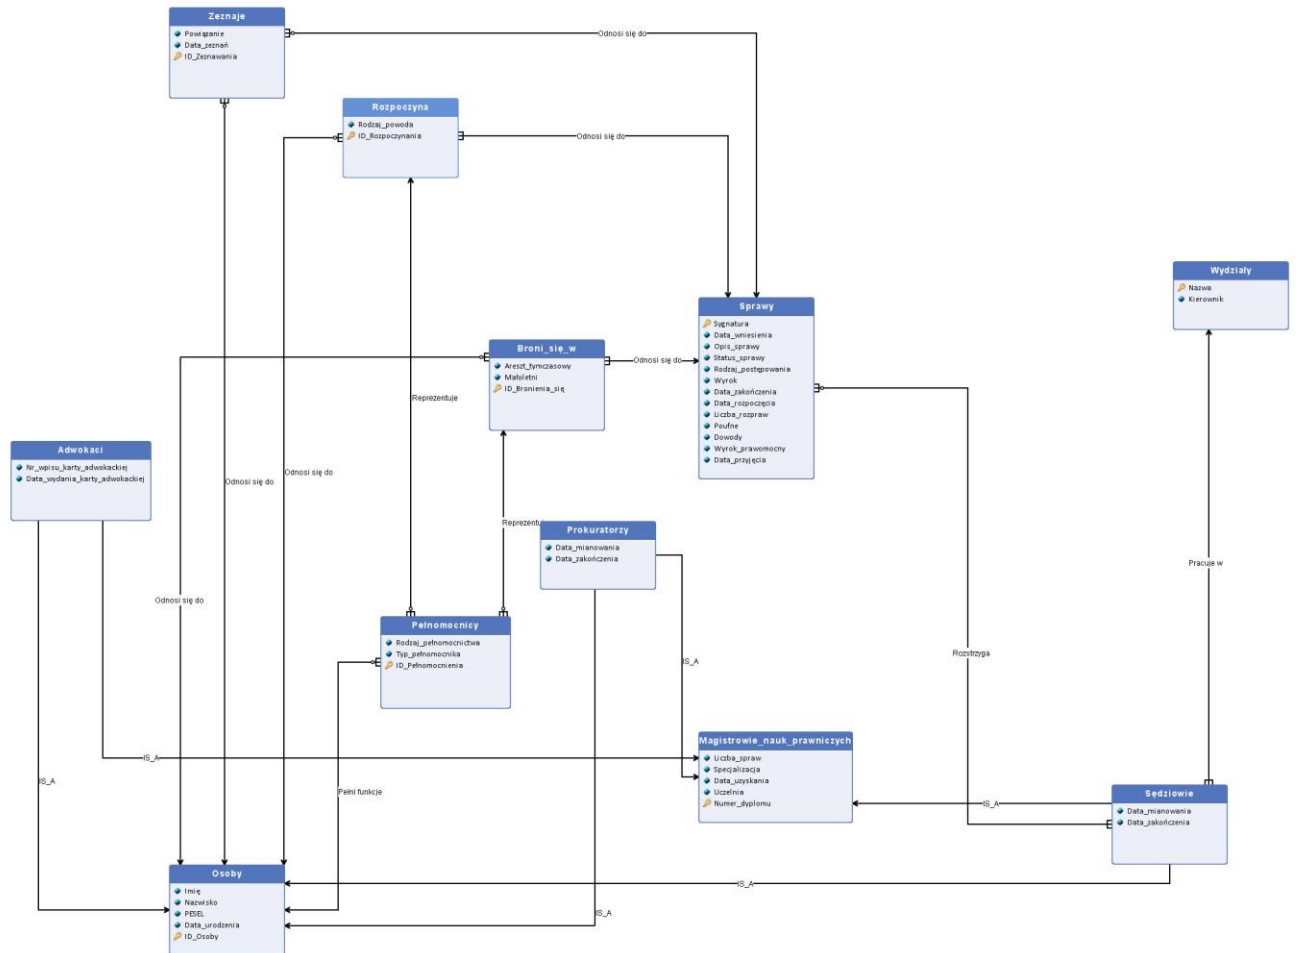 Zeznaje
Powiązanie
Data_zeznań
ID_Zeznawania
Odnosi się do
Rozpoczyna
Rodzaj_powoda
ID_Rozpoczynania
Odnosi się do
Wydziały
Nazwa
Kierownik
Sprawy
Sygnatura
Data_wniesienia
Opis_sprawy
Status_sprawy
Rodzaj_postępowania
Wyrok
Data_zakończenia
Data_rozpoczęcia
Liczba_rozpraw
Poufne
Dowody
Wyrok_prawomocny
Data_przyjęcia
Broni_się_w
Areszt_tymczasowy
Małoletni
ID_Bronienia_się
Odnosi się do
Reprezentuje
Adwokaci
Nr_wpisu_karty_adwokackiej
Data_wydania_karty_adwokackiej
Odnosi się do
Odnosi się do
Reprezentu
Prokuratorzy
Data_mianowania
Data_zakończenia
Pracuje w
Odnosi się do
Pełnomocnicy
Rodzaj_pełnomocnictwa
Typ_pełnomocnika
ID_Pełnomocnienia
Rozstrzyga
IS_A
Magistrowie_nauk_prawniczych
Liczba_spraw
Specjalizacja
Data_uzyskania
Uczelnia
Numer_dyplomu
IS_A
IS_A
Pełni funkcje
Sędziowie
Data_mianowania
Data_zakończenia
IS_A
Osoby
Imię
Nazwisko
PESEL
Data_urodzenia
ID_Osoby
IS_A
IS_A